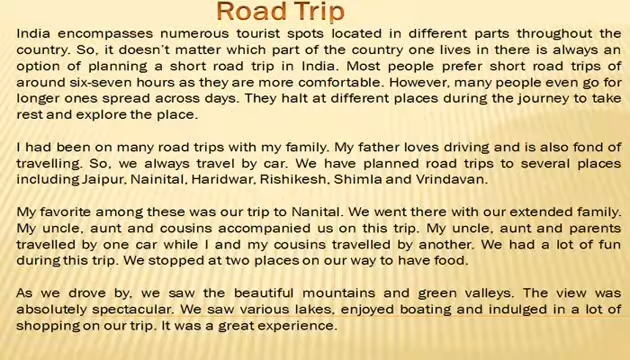 Road Trip
India encompasses numerous tourist spots located in different parts throughout the
country. So, it doesn't matter which part of the country one lives in there is always an
option of planning a short road trip in India. Most people prefer short road trips of
around six-seven hours as they are more comfortable. However, many people even go for
longer ones spread across days. They halt at different places during the journey to take
rest and explore the place.
I had been on many road trips with my family. My father loves driving and is also fond of
travelling. So, we always travel by car. We have planned road trips to several places
including Jaipur, Nainital, Haridwar, Rishikesh, Shimla and Vrindavan.
My favorite among these was our trip to Nanital. We went there with our extended family.
My uncle, aunt and cousins accompanied us on this trip. My uncle, aunt and parents
travelled by one car while I and my cousins travelled by another. We had a lot of fun
during this trip. We stopped at two places on our way to have food.
As we drove by, we saw the beautiful mountains and green valleys. The view was
absolutely spectacular. We saw various lakes, enjoyed boating and indulged in a lot of
shopping on our trip. It was a great experience.